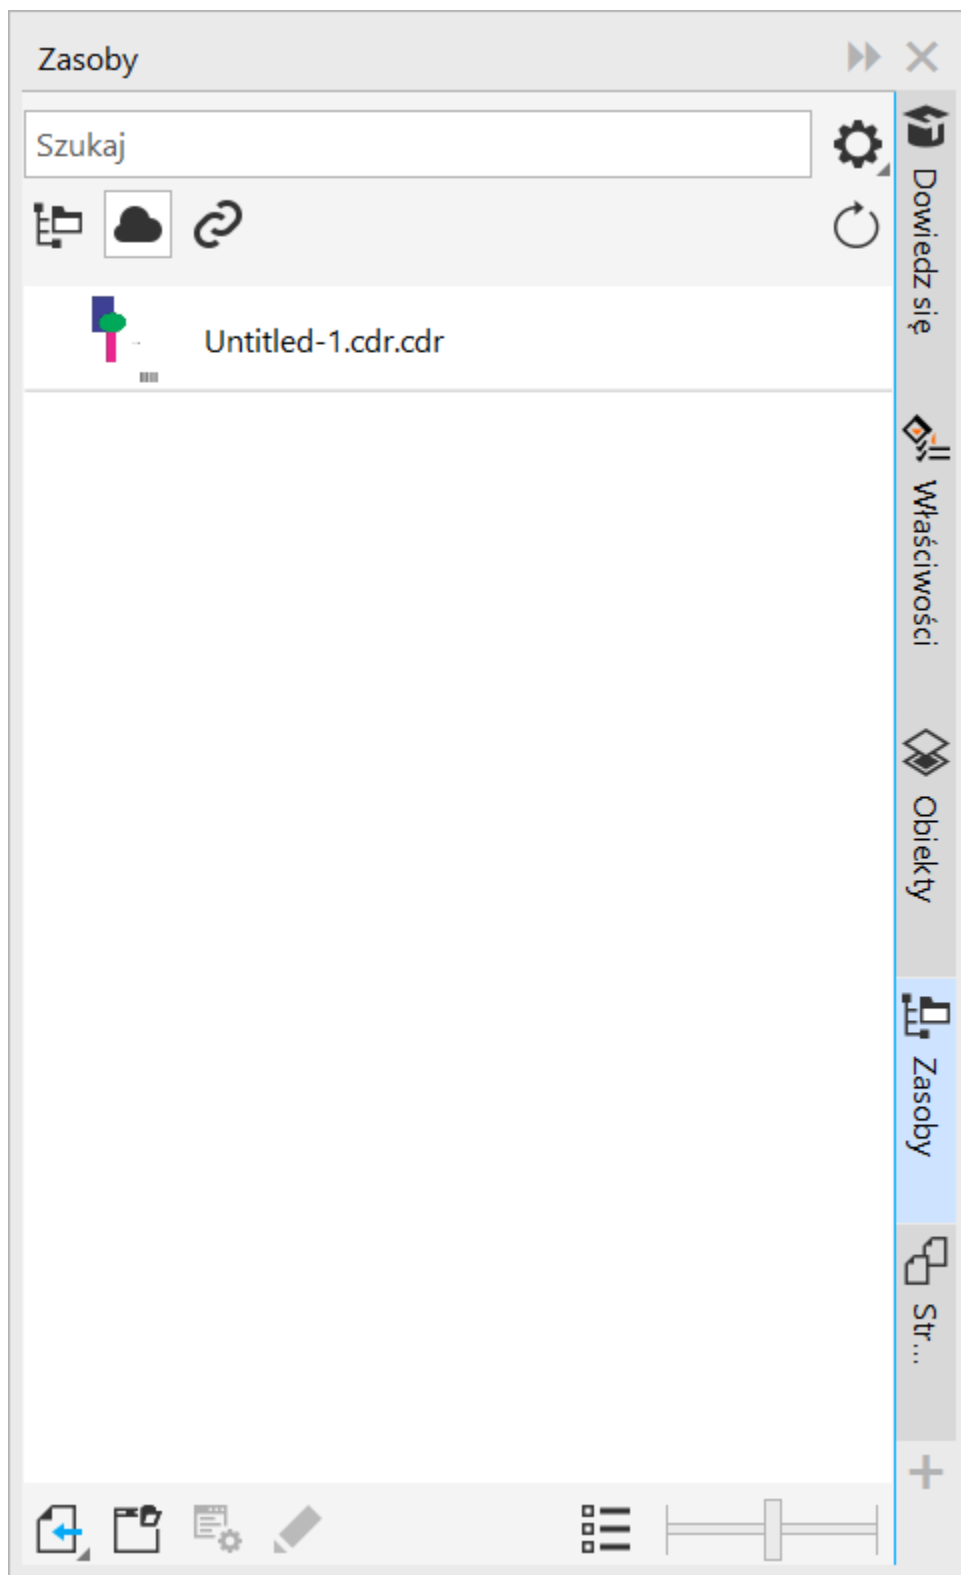 Zasoby
Szukaj
Untitled-1.cdr.cdr
Dowiedz się
Właściwości
Obiekty
Zasoby
Str...